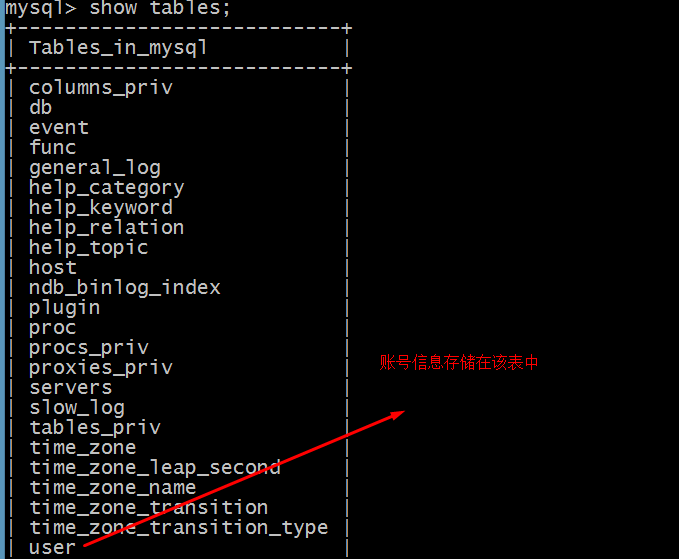 mysql> show tables;
+---------------------------+
| Tables_in_mysql           |
+---------------------------+
| columns_priv              |
| db                        |
| event                     |
| func                      |
| general_log               |
| help_category             |
| help_keyword              |
| help_relation             |
| help_topic                |
| host                      |
| ndb_binlog_index          |
| plugin                    |
| proc                      |
| procs_priv                |
| proxies_priv              |
账号信息存储在该表中
| servers                   |
| slow_log                  |
| tables_priv               |
| time_zone                 |
| time_zone_leap_second     |
| time_zone_name            |
| time_zone_transition      |
| time_zone_transition_type |
| user                      |